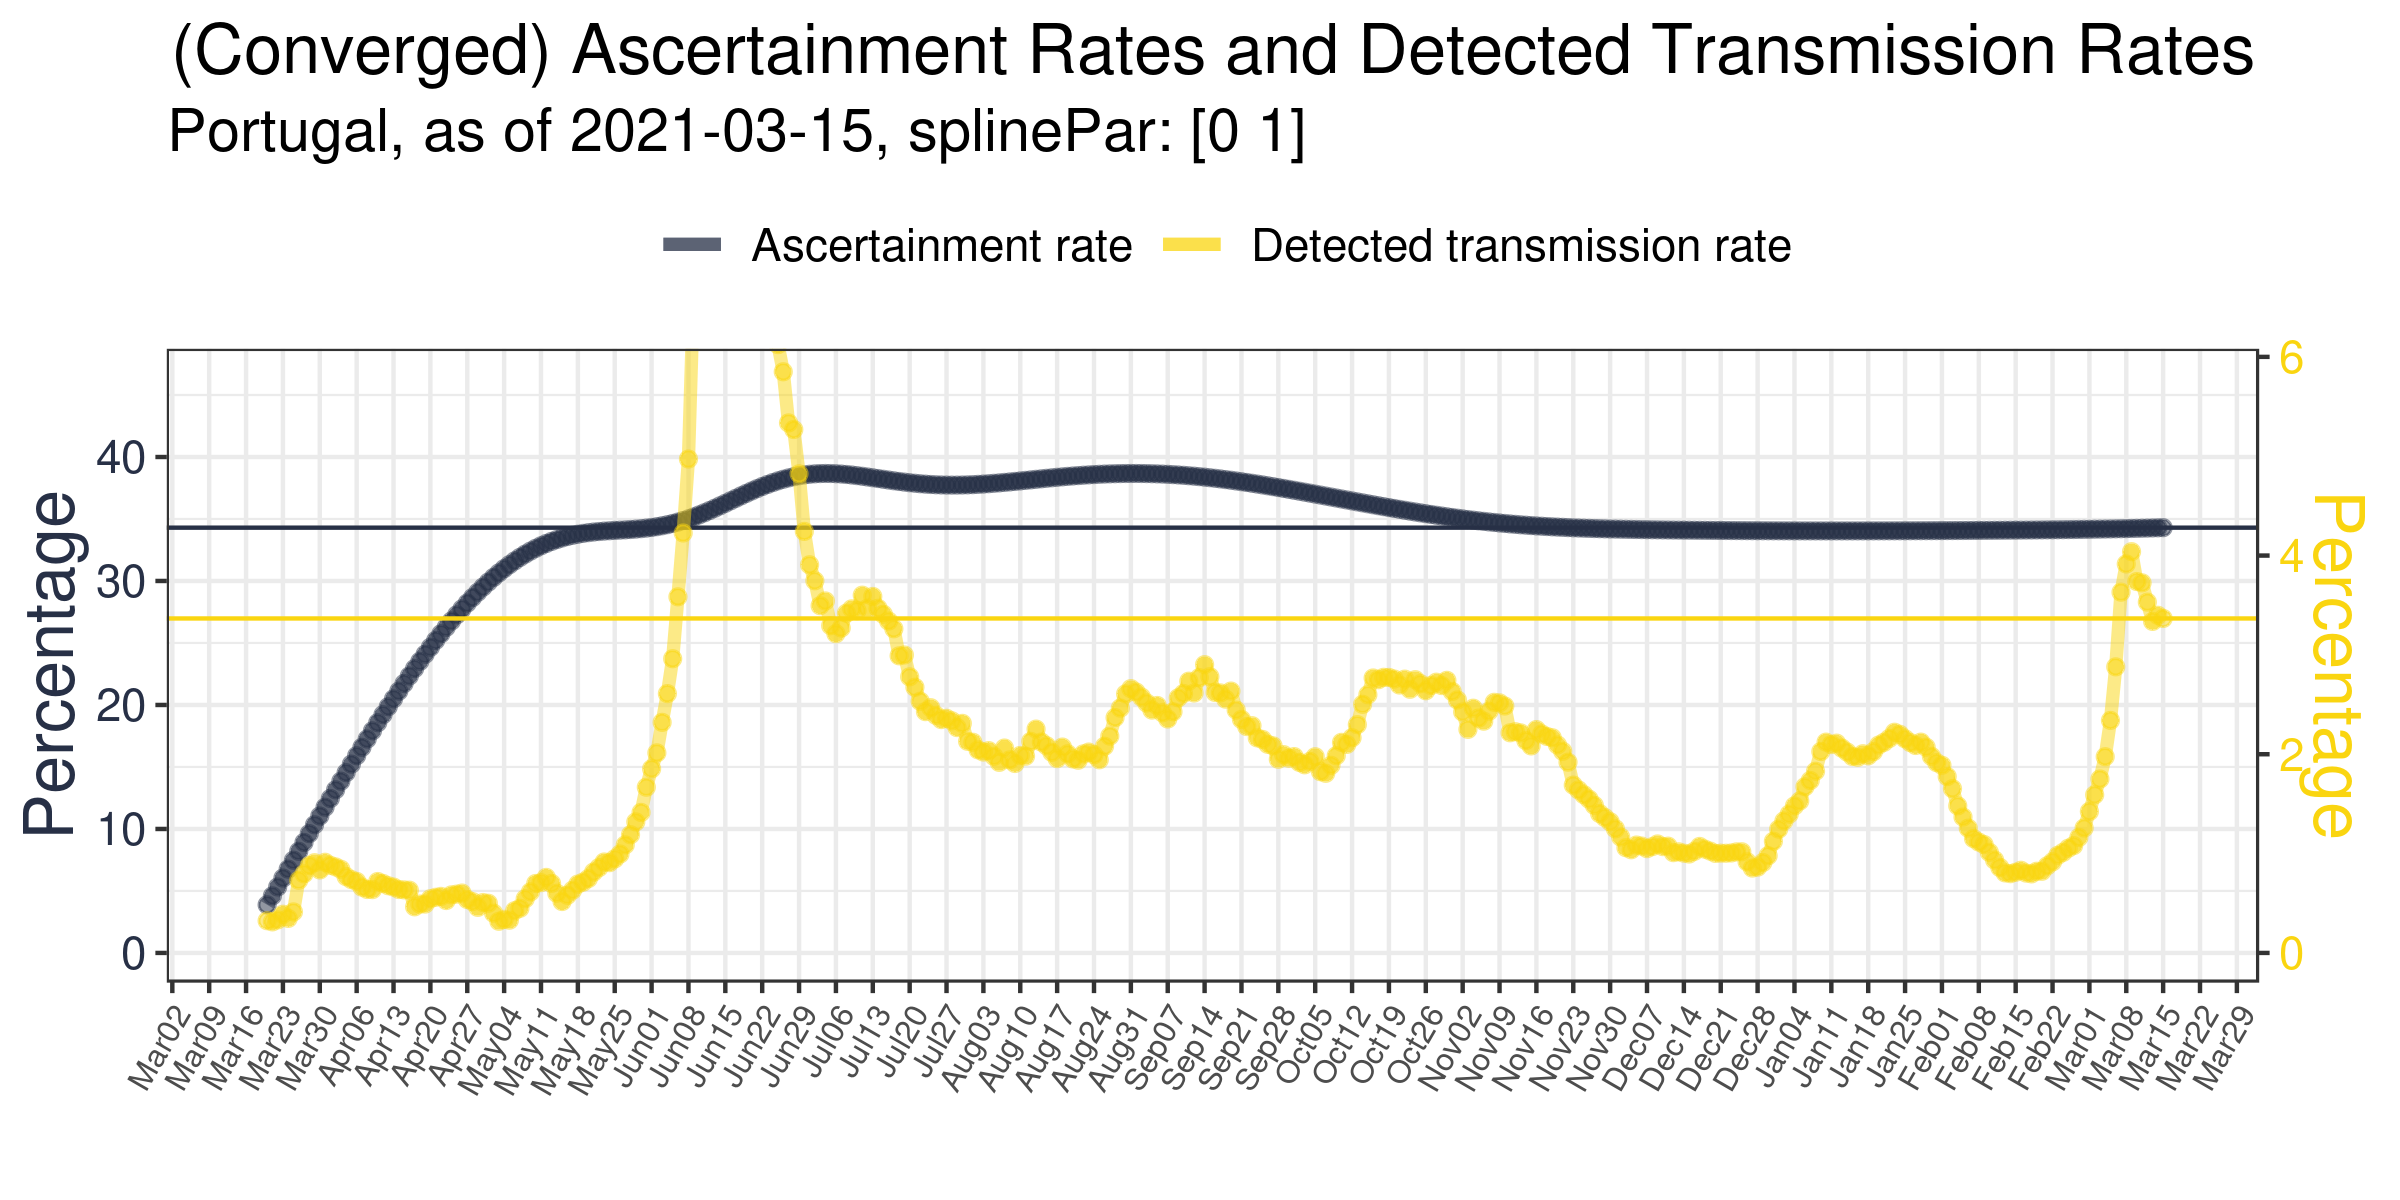 (Converged) Ascertainment Rates and Detected Transmission Rates
Portugal, as of 2021-03-15, splinePar: [0 1]
Ascertainment rate
Detected transmission rate
Percentage
40
30
20
10
0
6
4
2
0
Percentage
Mar02
Mar09
Mar16
Mar23
Mar30
Apr06
Apr13
Apr20
Apr27
May04
May11
May18
May25
Jun01
Jun08
Jun15
Jun22
Jun29
Jul06
Jul13
Jul20
Jul27
Aug03
Aug10
Aug17
Aug24
Aug31
Sep07
Sep14
Sep21
Sep28
Oct05
Oct12
Oct19
Oct26
Nov02
Nov09
Nov16
Nov23
Nov30
Dec07
Dec14
Dec21
Dec28
Jan04
Jan11
Jan18
Jan25
Feb01
Feb08
Feb15
Feb22
Mar01
Mar08
Mar15
Mar22
Mar29